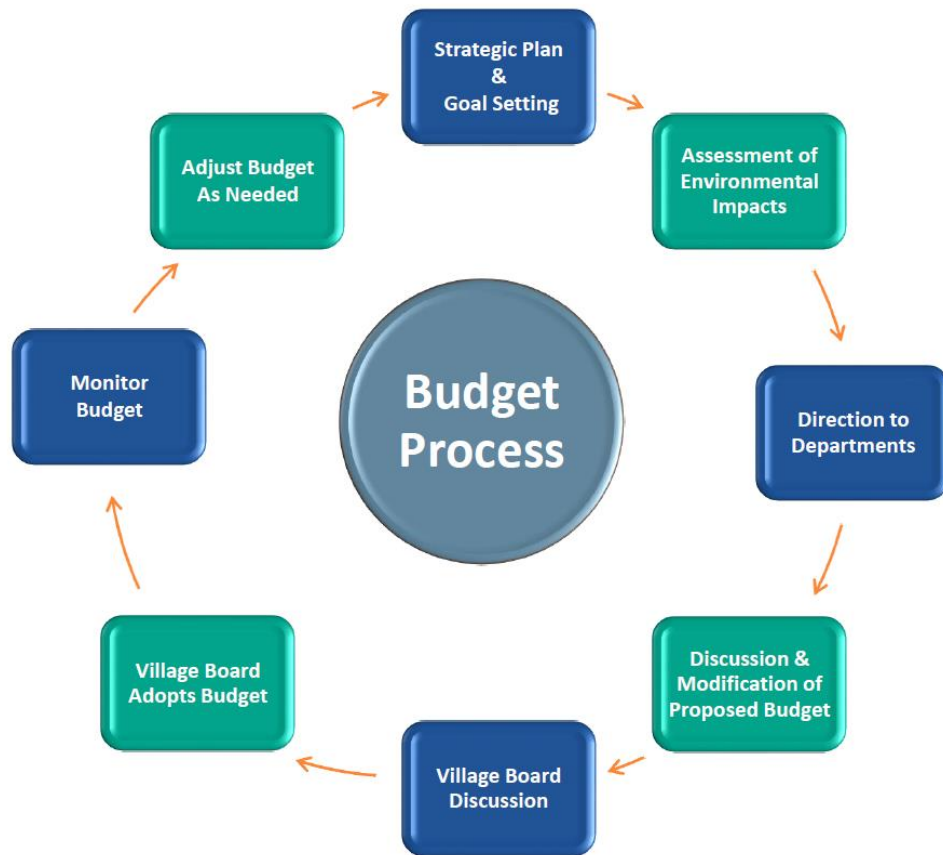 Strategic Plan
&
Goal Setting
Assessment of
Environmental
Impacts
Direction to
Departments
Discussion &
Modification of
Proposed Budget
Village Board
Discussion
Village Board
Adopts Budget
Monitor
Budget
Adjust Budget
As Needed
Budget
Process